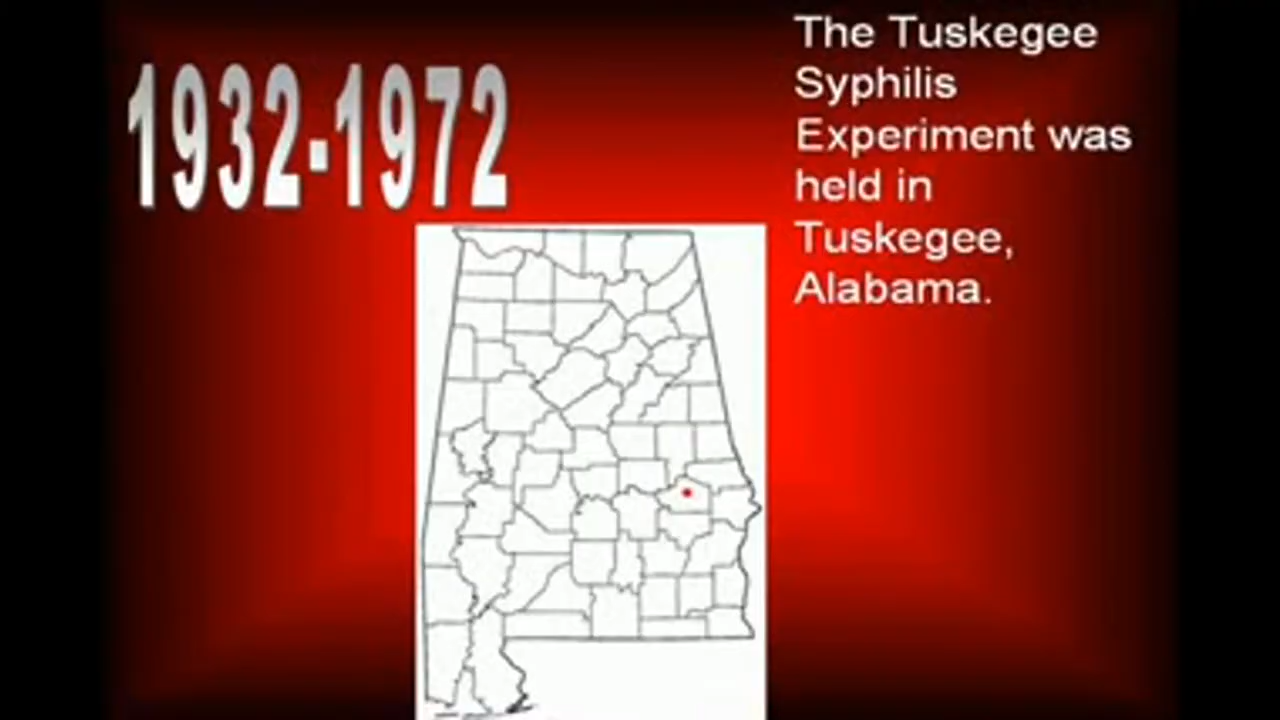 1932-1972
The Tuskegee
Syphilis
Experiment was
held in
Tuskegee,
Alabama.